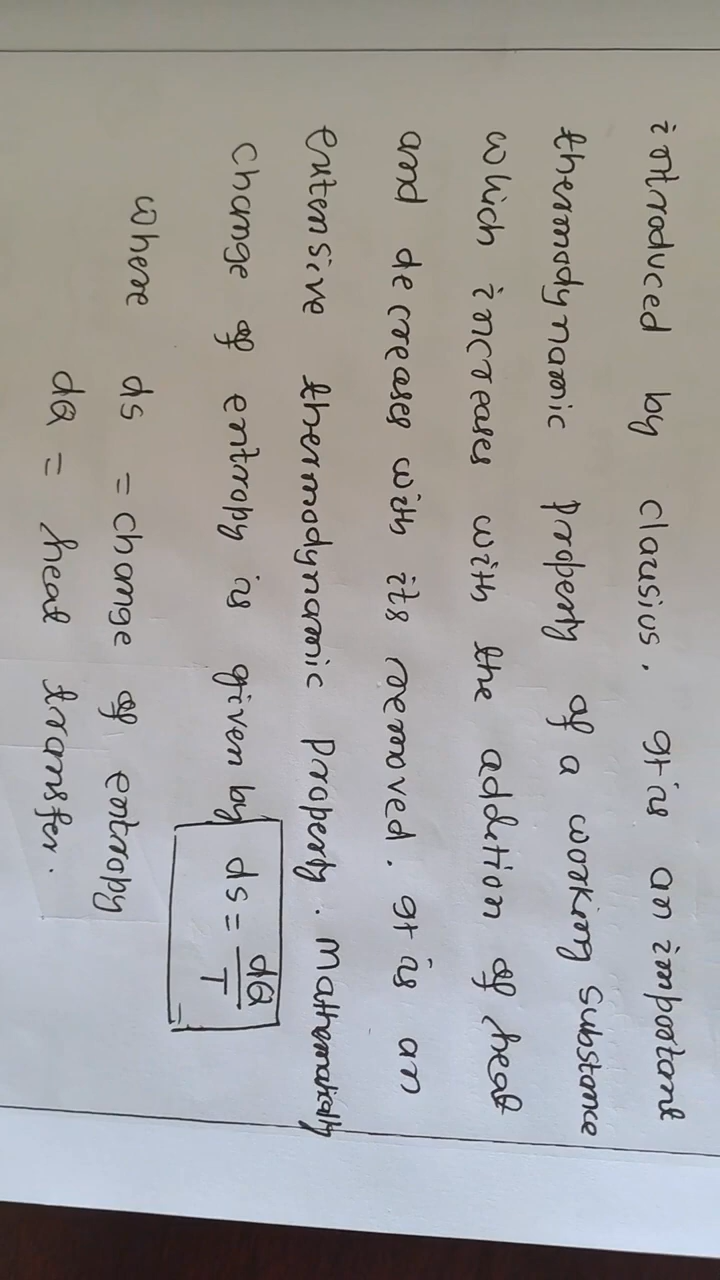 introduced by clausius. It is an important
thermodynamic property of a working substance
which increases with the addition of heat
and decreases with its removed. It is an
extensive thermodynamic property. Mathematically
change of entropy is given by ds = dQ/T
where ds = change of entropy
dQ = heat transfer.